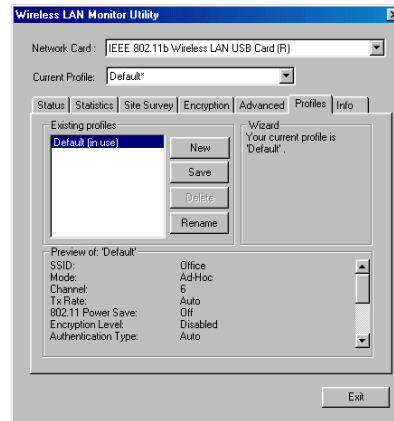 Wireless LAN Monitor Utility
Network Card : IEEE 802.11b Wireless LAN USB Card (R)
Current Profile: Default*
Status Statistics Site Survey Encryption Advanced Profiles Info
Existing profiles
Default (in use)
New
Save
Delete
Rename
Wizard
Your current profile is
'Default' .
Preview of: 'Default'
SSID: Office
Mode: Ad-Hoc
Channel: 6
Tx Rate: Auto
802.11 Power Save: Off
Encryption Level: Disabled
Authentication Type: Auto
Exit